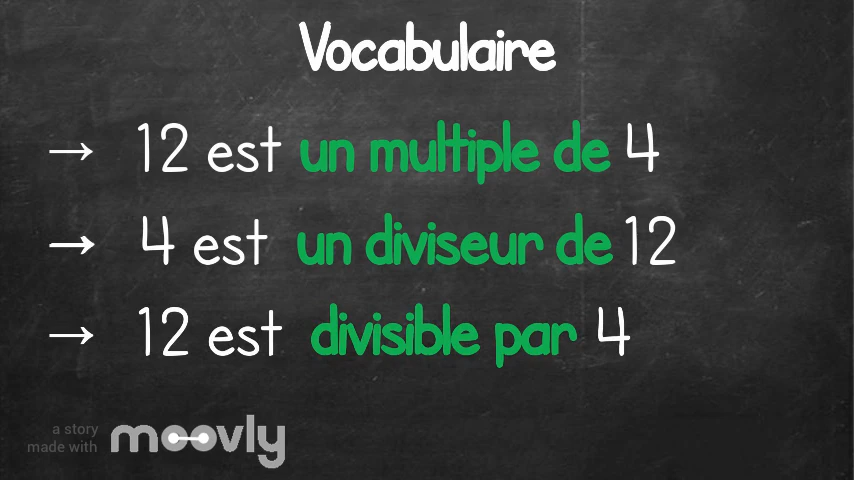 Vocabulaire
→ 12 est un multiple de 4
→ 4 est un diviseur de 12
→ 12 est divisible par 4
a story
made with moovly